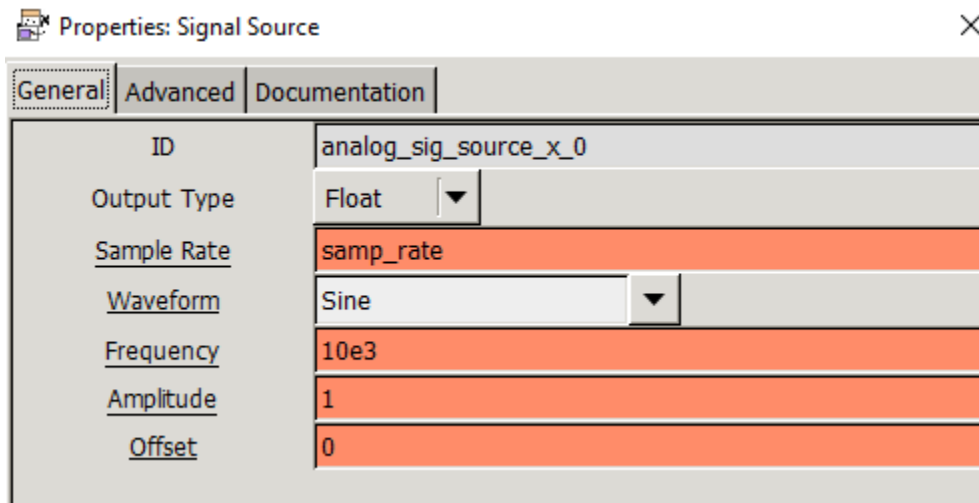 Properties: Signal Source
General Advanced Documentation
ID analog_sig_source_x_0
Output Type Float
Sample Rate samp_rate
Waveform Sine
Frequency 10e3
Amplitude 1
Offset 0